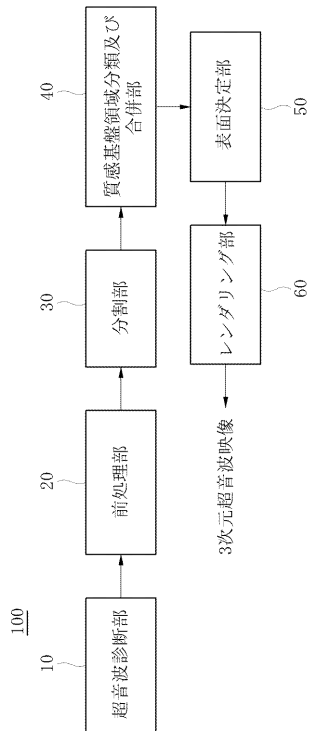 100
10
超音波診断部
20
前処理部
30
分割部
40
質感基盤領域分類及び
合併部
表面決定部
50
レンダリング部
60
3次元超音波映像